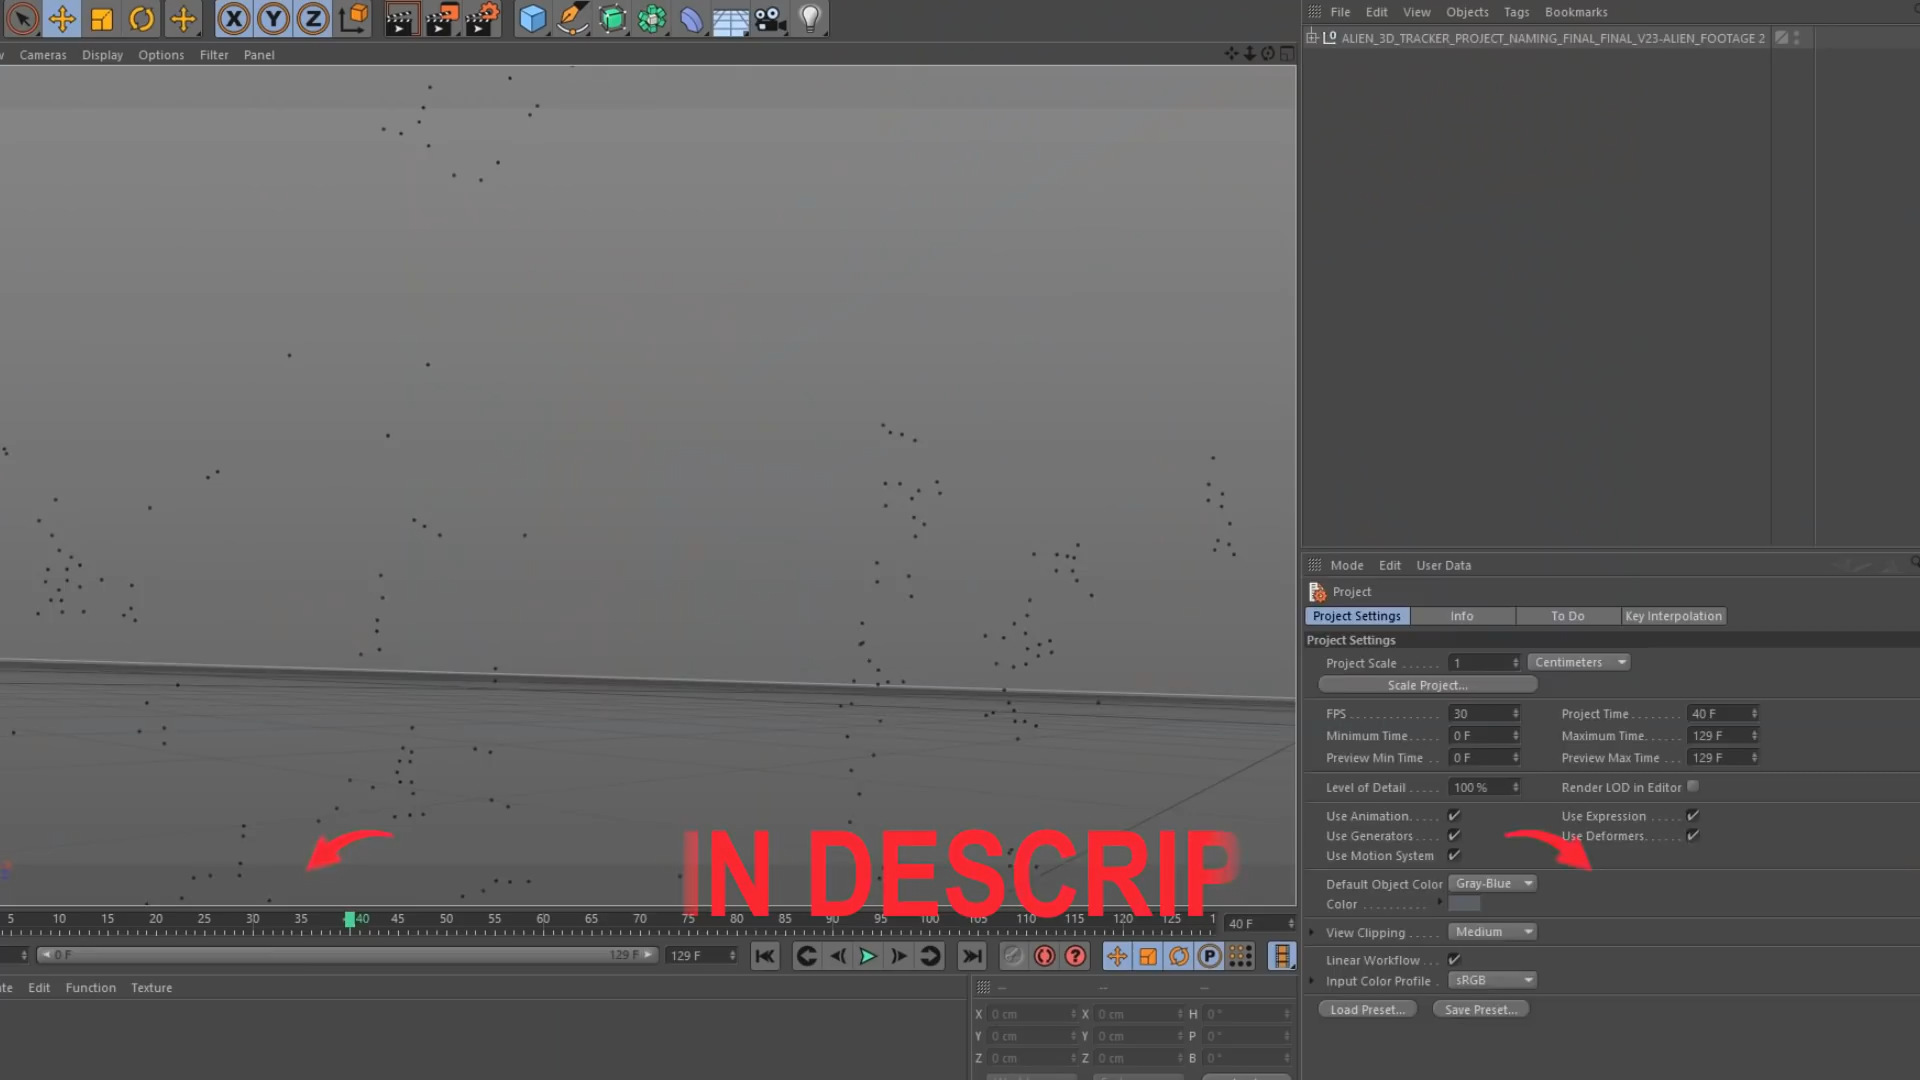 File Edit View Objects Tags Bookmarks
ALIEN_3D_TRACKER_PROJECT_NAMING_FINAL_FINAL_V23-ALIEN_FOOTAGE 2
Cameras Display Options Filter Panel
Mode Edit User Data
Project
Project Settings Info To Do Key Interpolation
Project Settings
Project Scale ...... 1 Centimeters
Scale Project...
FPS 30 Project Time 40 F
Minimum Time 0 F Maximum Time 129 F
Preview Min Time 0 F Preview Max Time 129 F
Level of Detail 100 % Render LOD in Editor
Use Animation Use Expression
Use Generators Use Deformers
Use Motion System
Default Object Color Gray-Blue
Color
View Clipping Medium
Linear Workflow
Input Color Profile sRGB
Load Preset... Save Preset...
IN DESCRIP
5 10 15 20 25 30 35 40 45 50 55 60 65 70 75 80 85 90 95 100 105 110 115 120 125 1 40 F
0 F 129 F 129 F
Edit Function Texture
X 0 cm X 0 cm H 0 °
Y 0 cm Y 0 cm P 0 °
Z 0 cm Z 0 cm B 0 °